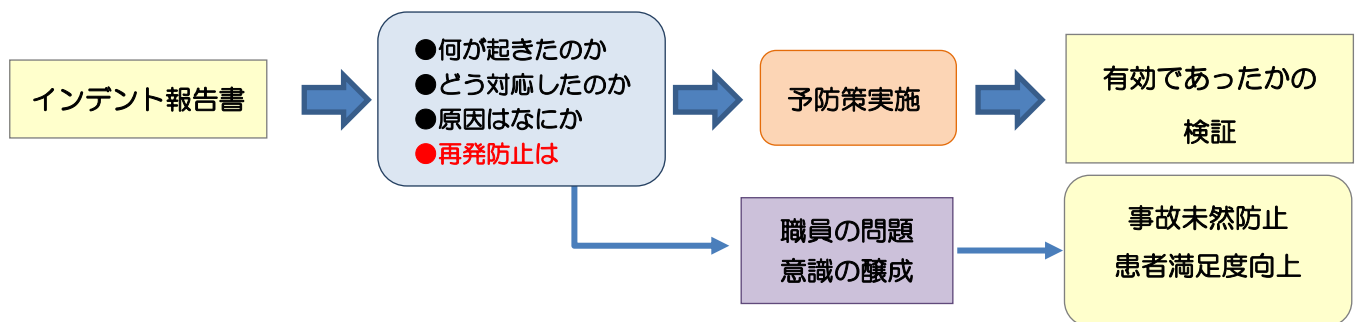 インデント報告書
●何が起きたのか
●どう対応したのか
●原因はなにか
●再発防止は
予防策実施
有効であったかの
検証
職員の問題
意識の醸成
事故未然防止
患者満足度向上